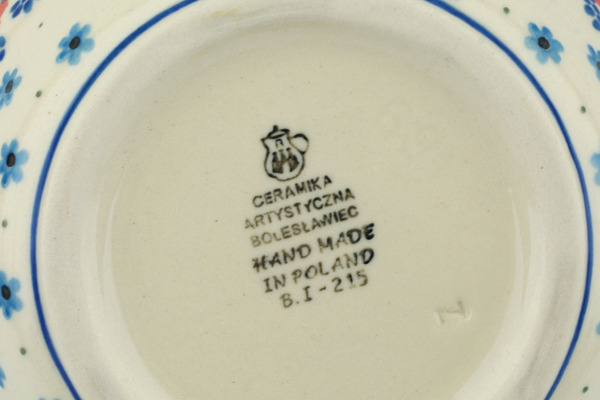 CERAMIKA
ARTYSTYCZNA
BOLESŁAWIEC
HAND MADE
IN POLAND
B.I-215